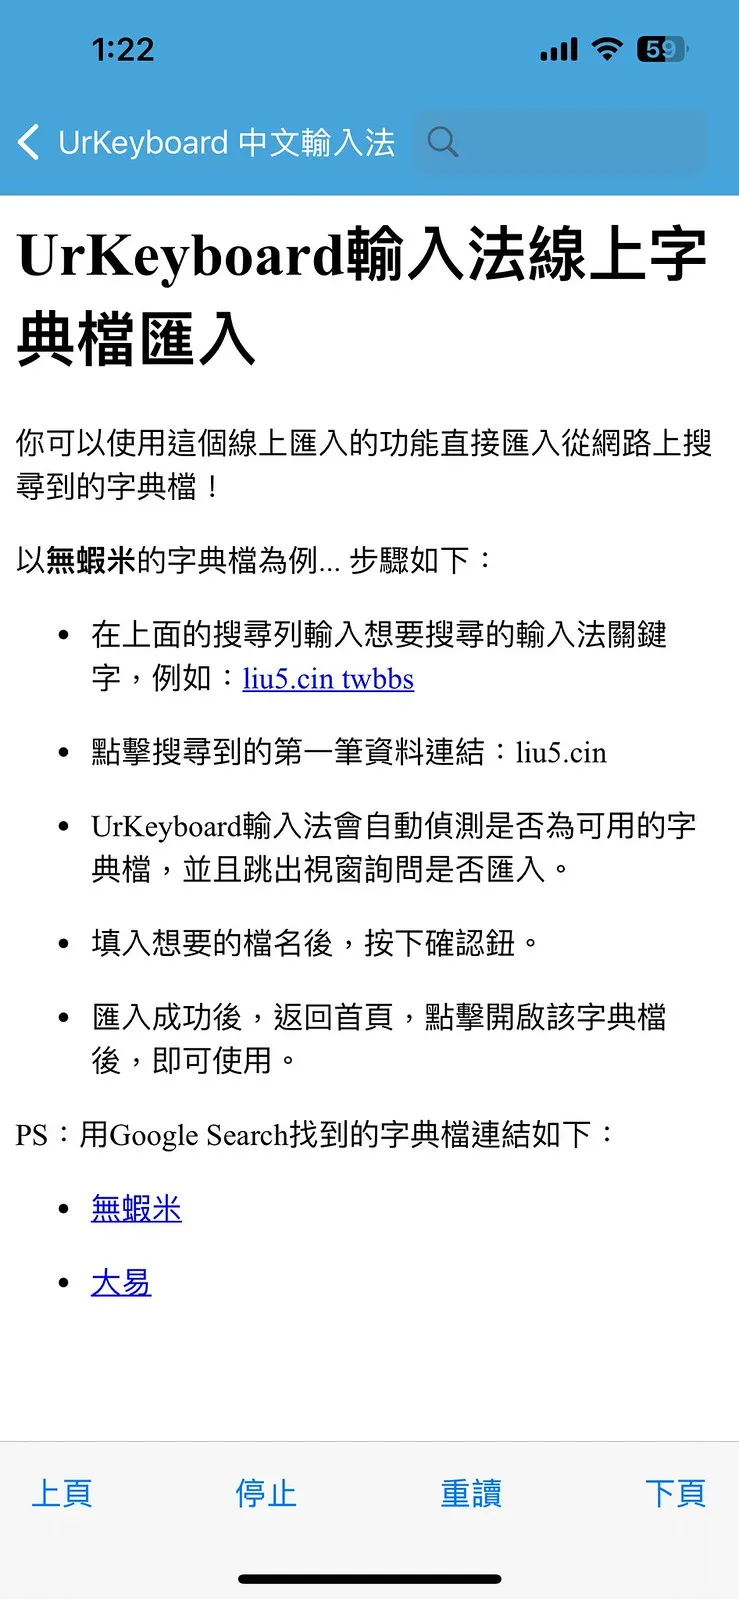 1:22
59
UrKeyboard 中文輸入法
UrKeyboard輸入法線上字
典檔匯入
你可以使用這個線上匯入的功能直接匯入從網路上搜
尋到的字典檔！
以無蝦米的字典檔為例... 步驟如下：
• 在上面的搜尋列輸入想要搜尋的輸入法關鍵
字，例如：liu5.cin twbbs
• 點擊搜尋到的第一筆資料連結：liu5.cin
• UrKeyboard輸入法會自動偵測是否為可用的字
典檔，並且跳出視窗詢問是否匯入。
• 填入想要的檔名後，按下確認鈕。
• 匯入成功後，返回首頁，點擊開啟該字典檔
後，即可使用。
PS：用Google Search找到的字典檔連結如下：
• 無蝦米
• 大易
上頁 停止 重讀 下頁